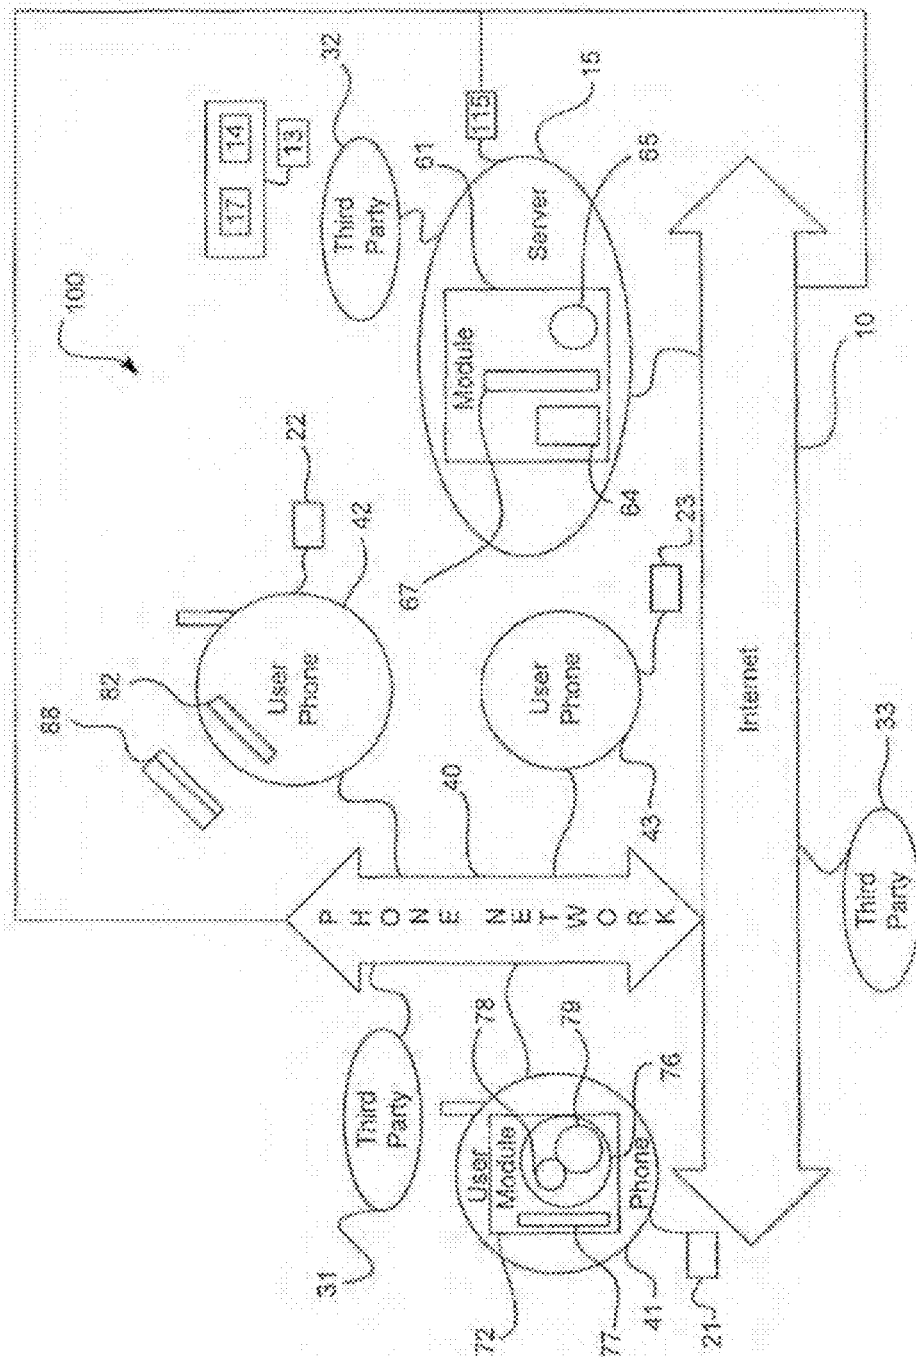 100
88
82
17 14
13
22
User
Phone
42
32
Third
Party
31
Third
Party
PHONE NETWORK
40
61
115
15
Server
Module
67
64
65
78
79
76
User
Module
Phone
72
77
41
21
User
Phone
43
23
Internet
10
33
Third
Party